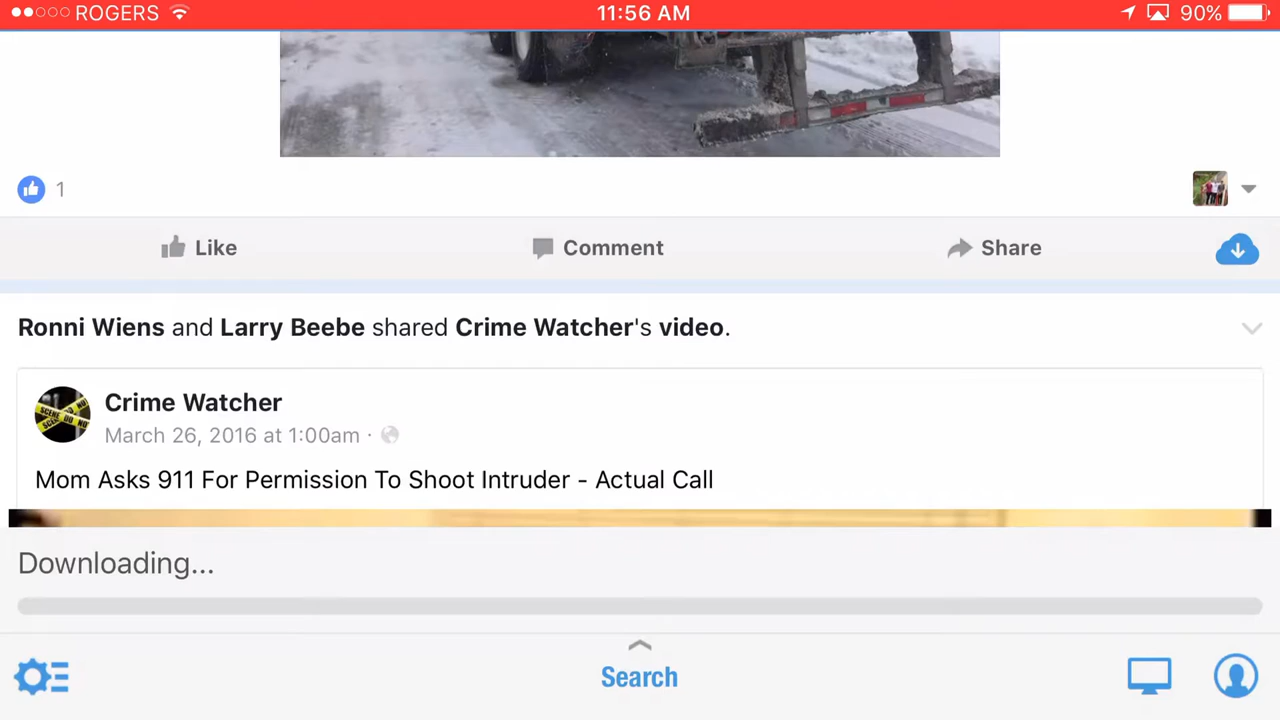 ROGERS 11:56 AM 90%
1
Like Comment Share
Ronni Wiens and Larry Beebe shared Crime Watcher's video.
Crime Watcher
March 26, 2016 at 1:00am ·
Mom Asks 911 For Permission To Shoot Intruder - Actual Call
Downloading...
Search